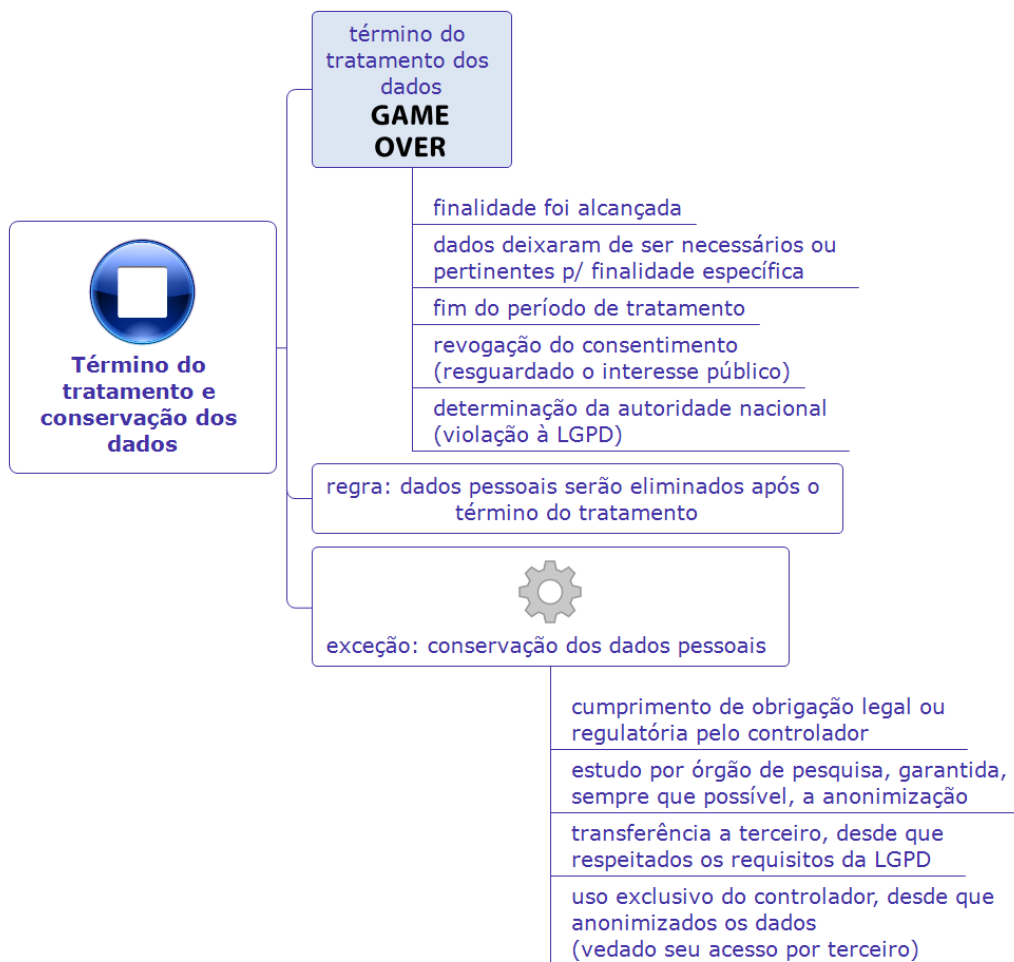 término do
tratamento dos
dados
GAME
OVER
finalidade foi alcançada
dados deixaram de ser necessários ou
pertinentes p/ finalidade específica
fim do período de tratamento
revogação do consentimento
(resguardado o interesse público)
determinação da autoridade nacional
(violação à LGPD)
Término do
tratamento e
conservação dos
dados
regra: dados pessoais serão eliminados após o
término do tratamento
exceção: conservação dos dados pessoais
cumprimento de obrigação legal ou
regulatória pelo controlador
estudo por órgão de pesquisa, garantida,
sempre que possível, a anonimização
transferência a terceiro, desde que
respeitados os requisitos da LGPD
uso exclusivo do controlador, desde que
anonimizados os dados
(vedado seu acesso por terceiro)